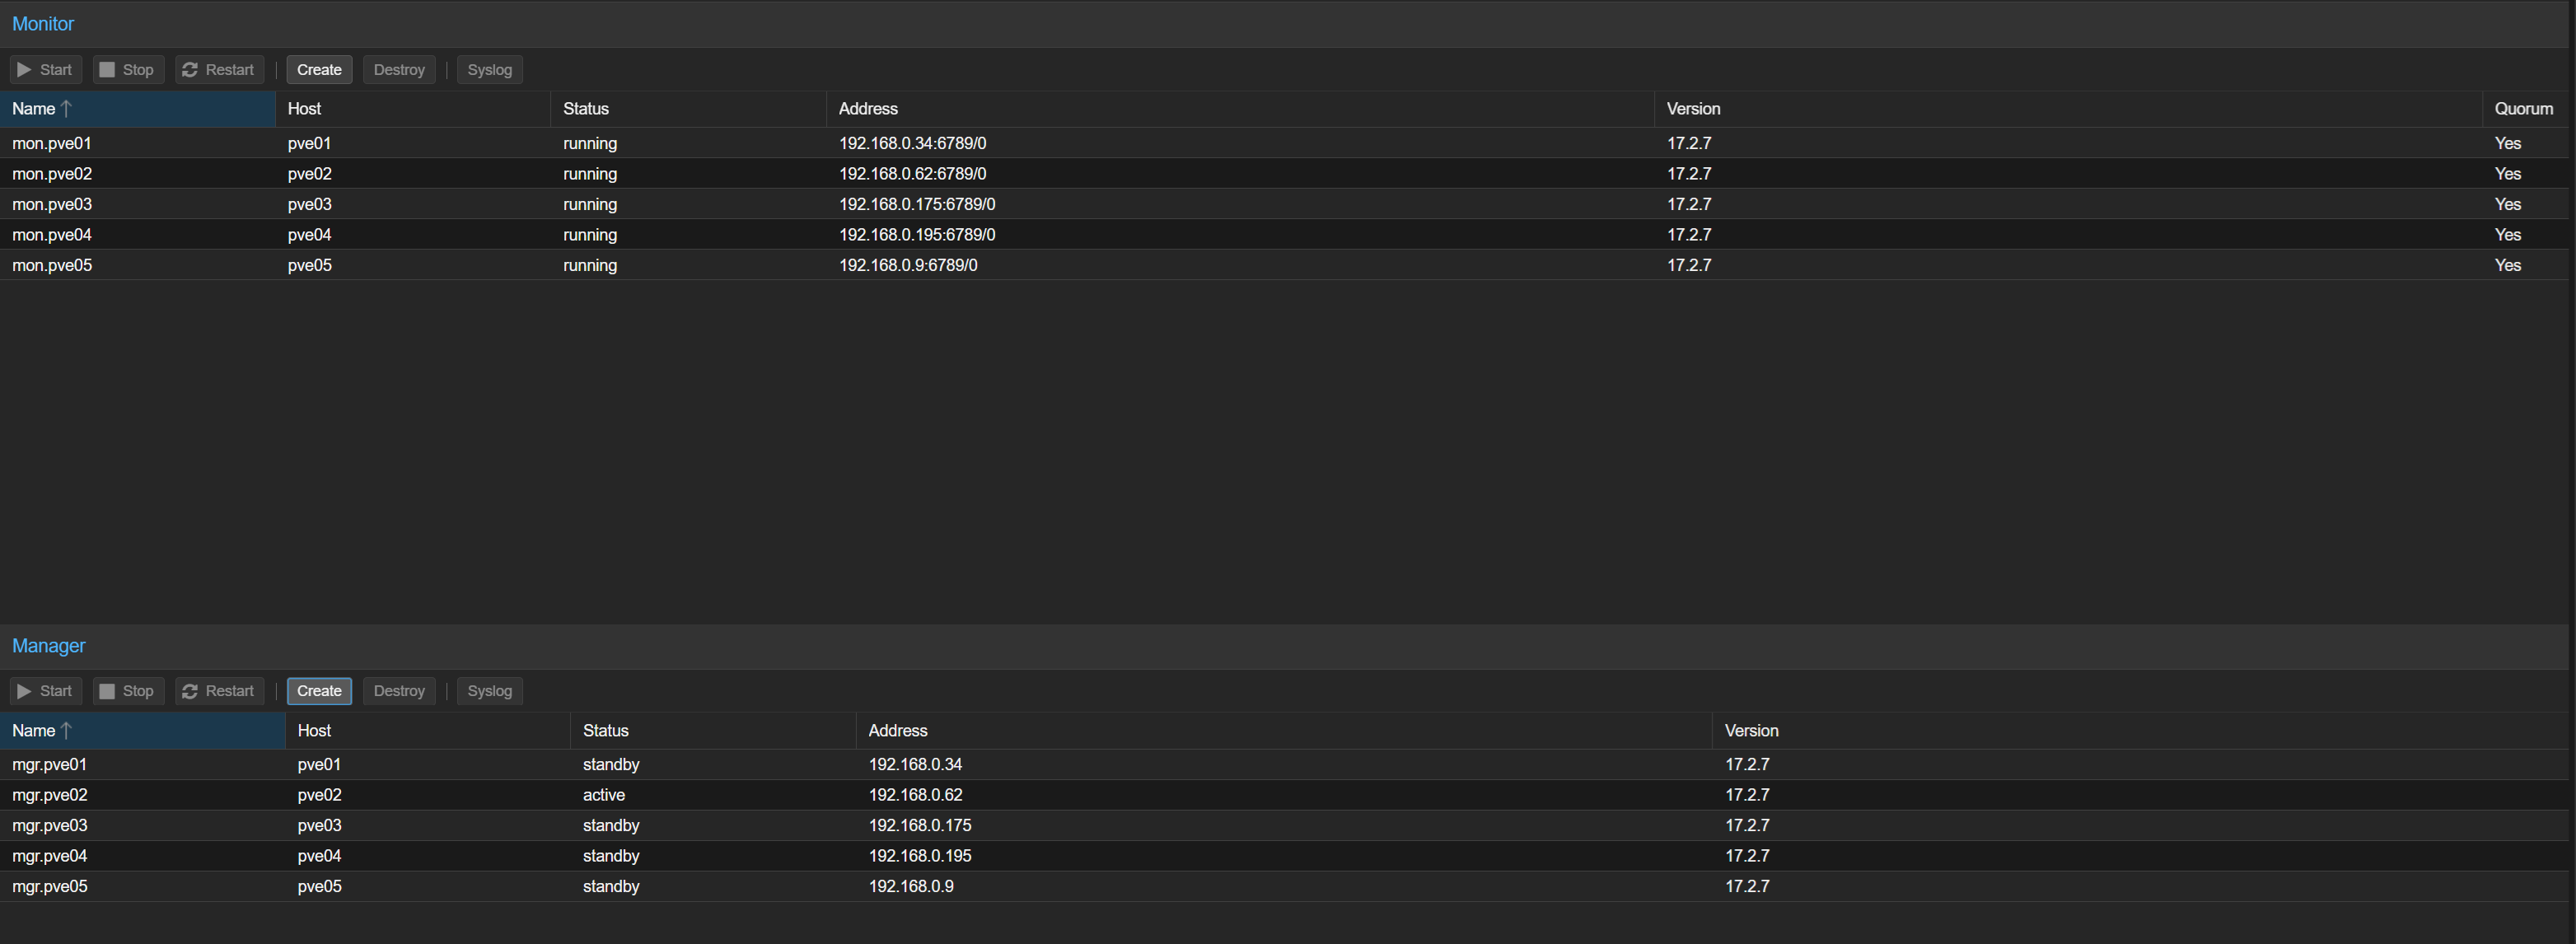 Monitor
Start Stop Restart Create Destroy Syslog
Name Host Status Address Version Quorum
mon.pve01 pve01 running 192.168.0.34:6789/0 17.2.7 Yes
mon.pve02 pve02 running 192.168.0.62:6789/0 17.2.7 Yes
mon.pve03 pve03 running 192.168.0.175:6789/0 17.2.7 Yes
mon.pve04 pve04 running 192.168.0.195:6789/0 17.2.7 Yes
mon.pve05 pve05 running 192.168.0.9:6789/0 17.2.7 Yes
Manager
Start Stop Restart Create Destroy Syslog
Name Host Status Address Version
mgr.pve01 pve01 standby 192.168.0.34 17.2.7
mgr.pve02 pve02 active 192.168.0.62 17.2.7
mgr.pve03 pve03 standby 192.168.0.175 17.2.7
mgr.pve04 pve04 standby 192.168.0.195 17.2.7
mgr.pve05 pve05 standby 192.168.0.9 17.2.7